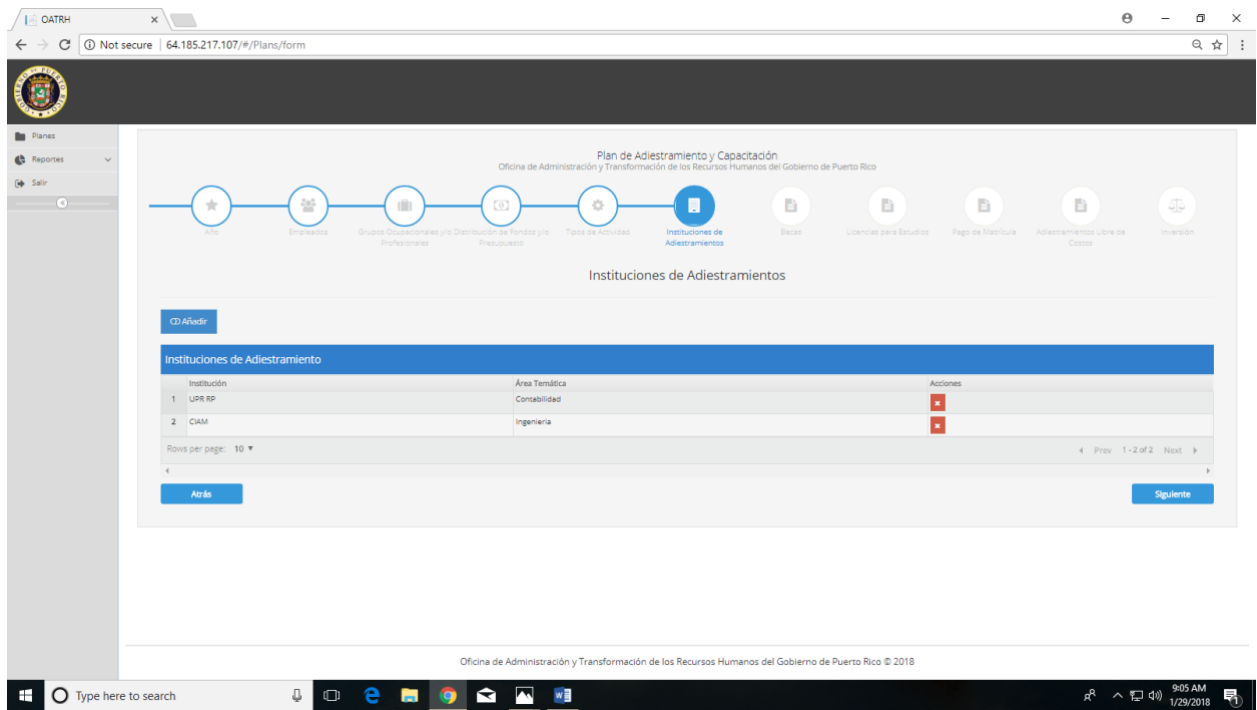 OATRH
Not secure | 64.185.217.107/#/Plans/form
GOBIERNO DE PUERTO RICO
Planes
Reportes
Salir
Plan de Adiestramiento y Capacitación
Oficina de Administración y Transformación de los Recursos Humanos del Gobierno de Puerto Rico
Año
Empleados
Grupos Ocupacionales y/o
Profesionales
Distribución de Fondos y/o
Presupuesto
Tipos de Actividad
Instituciones de
Adiestramientos
Becas
Licencias para Estudios
Pago de Matrícula
Adiestramientos Libre de
Costos
Inversión
Instituciones de Adiestramientos
Añadir
Instituciones de Adiestramiento
Institución Área Temática Acciones
1 UPR RP Contabilidad
2 CIAM Ingenieria
Rows per page: 10 Prev 1 - 2 of 2 Next
Atrás Siguiente
Oficina de Administración y Transformación de los Recursos Humanos del Gobierno de Puerto Rico © 2018
Type here to search
9:05 AM
1/29/2018